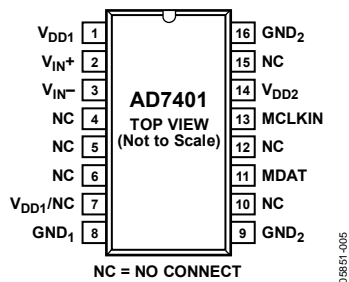 VDD1 1
VIN+ 2
VIN– 3
NC 4
NC 5
NC 6
VDD1/NC 7
GND1 8
AD7401
TOP VIEW
(Not to Scale)
16 GND2
15 NC
14 VDD2
13 MCLKIN
12 NC
11 MDAT
10 NC
9 GND2
NC = NO CONNECT
05851-005